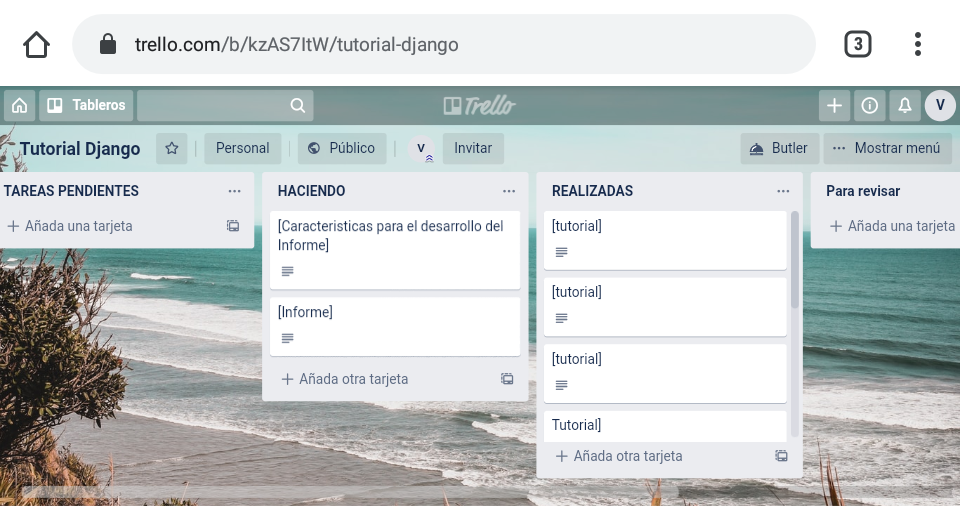 trello.com/b/kzAS7ItW/tutorial-django
3
Tableros
Trello
V
Tutorial Django
Personal
Público
V
Invitar
Butler
Mostrar menú
TAREAS PENDIENTES
Añada una tarjeta
HACIENDO
[Caracteristicas para el desarrollo del
Informe]
[Informe]
Añada otra tarjeta
REALIZADAS
[tutorial]
[tutorial]
[tutorial]
Tutorial]
Añada otra tarjeta
Para revisar
Añada una tarjeta